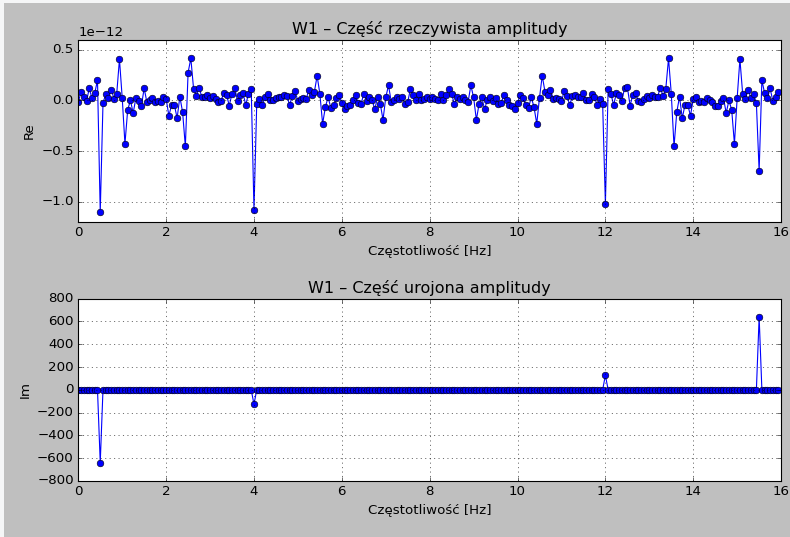 W1 – Część rzeczywista amplitudy
1e−12
0.5
0.0
−0.5
−1.0
Re
0 2 4 6 8 10 12 14 16
Częstotliwość [Hz]
W1 – Część urojona amplitudy
800
600
400
200
0
−200
−400
−600
−800
Im
0 2 4 6 8 10 12 14 16
Częstotliwość [Hz]